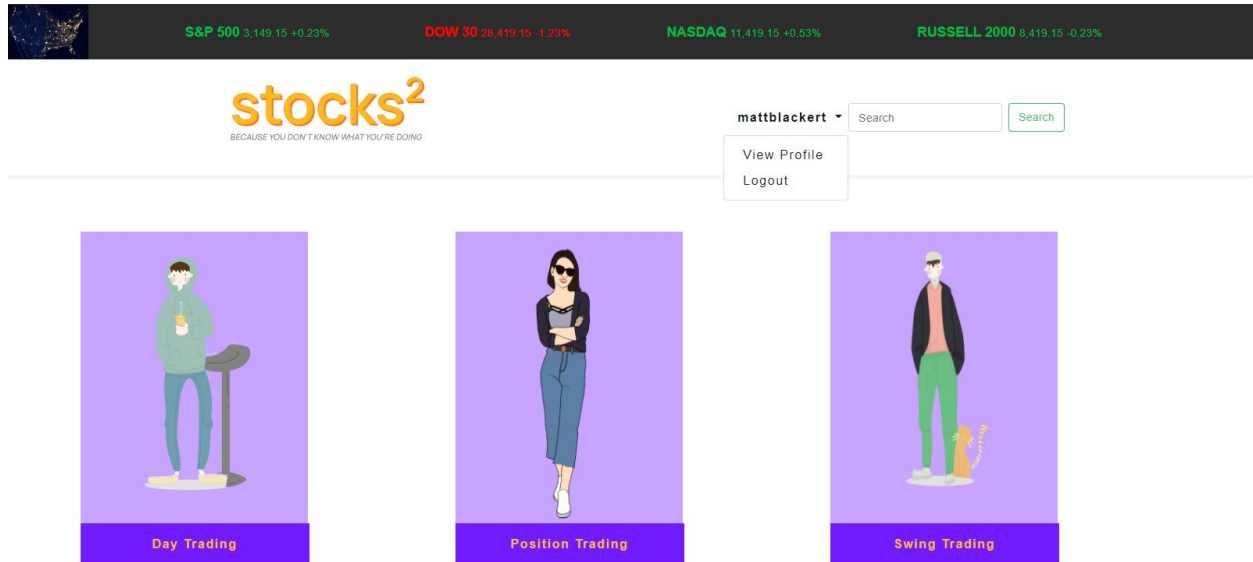 S&P 500 3,149.15 +0.23% DOW 30 28,419.15 -1.23% NASDAQ 11,419.15 +0.53% RUSSELL 2000 8,419.15 -0.23%
stocks²
BECAUSE YOU DON'T KNOW WHAT YOU'RE DOING
mattblackert Search Search
View Profile
Logout
Day Trading Position Trading Swing Trading